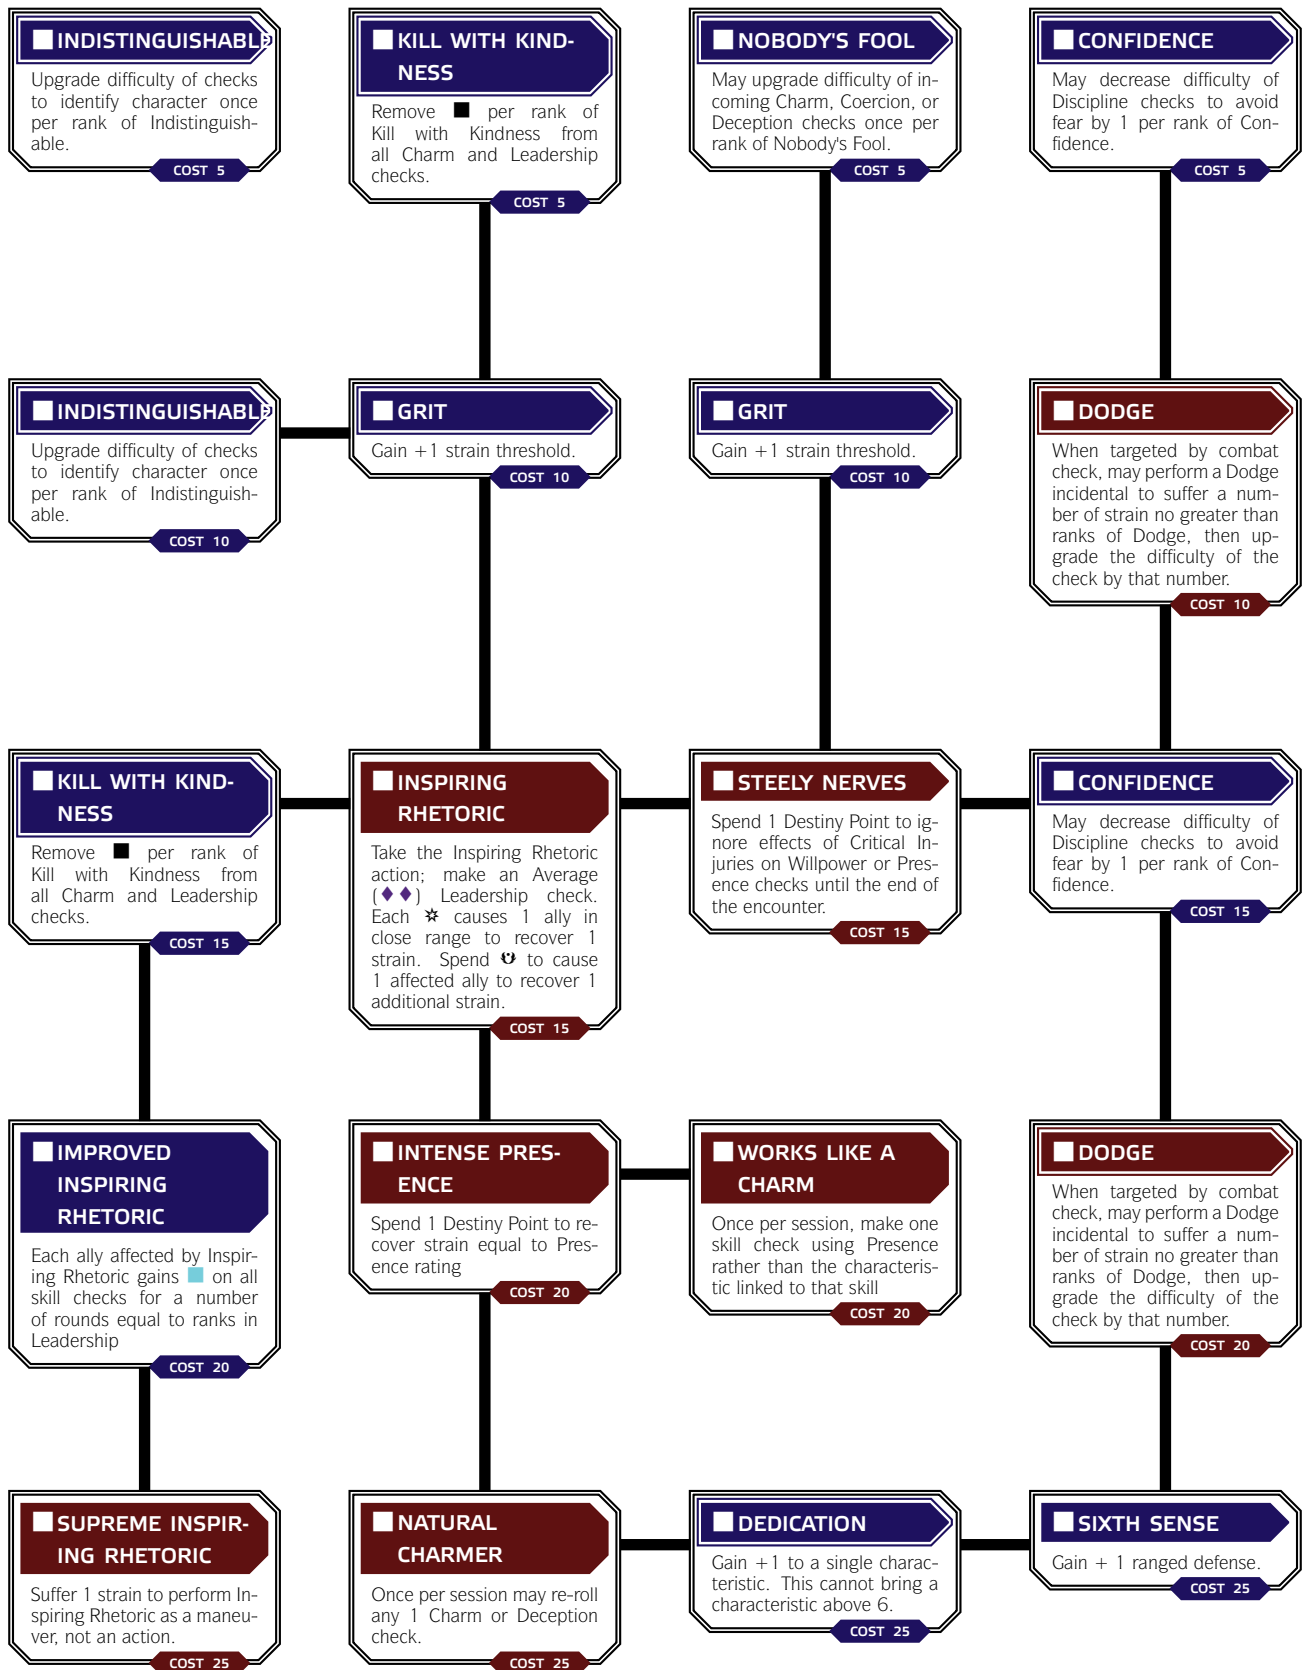 INDISTINGUISHABLE
Upgrade difficulty of checks
to identify character once
per rank of Indistinguish-
able.
COST 5
KILL WITH KIND-
NESS
Remove ■ per rank of
Kill with Kindness from
all Charm and Leadership
checks.
COST 5
NOBODY'S FOOL
May upgrade difficulty of in-
coming Charm, Coercion, or
Deception checks once per
rank of Nobody's Fool.
COST 5
CONFIDENCE
May decrease difficulty of
Discipline checks to avoid
fear by 1 per rank of Con-
fidence.
COST 5
INDISTINGUISHABLE
Upgrade difficulty of checks
to identify character once
per rank of Indistinguish-
able.
COST 10
GRIT
Gain +1 strain threshold.
COST 10
GRIT
Gain +1 strain threshold.
COST 10
DODGE
When targeted by combat
check, may perform a Dodge
incidental to suffer a num-
ber of strain no greater than
ranks of Dodge, then up-
grade the difficulty of the
check by that number.
COST 10
KILL WITH KIND-
NESS
Remove ■ per rank of
Kill with Kindness from
all Charm and Leadership
checks.
COST 15
INSPIRING
RHETORIC
Take the Inspiring Rhetoric
action; make an Average
(♦♦) Leadership check.
Each causes 1 ally in
close range to recover 1
strain. Spend to cause
1 affected ally to recover 1
additional strain.
COST 15
STEELY NERVES
Spend 1 Destiny Point to ig-
nore effects of Critical In-
juries on Willpower or Pres-
ence checks until the end of
the encounter.
COST 15
CONFIDENCE
May decrease difficulty of
Discipline checks to avoid
fear by 1 per rank of Con-
fidence.
COST 15
IMPROVED
INSPIRING
RHETORIC
Each ally affected by Inspir-
ing Rhetoric gains ■ on all
skill checks for a number
of rounds equal to ranks in
Leadership
COST 20
INTENSE PRES-
ENCE
Spend 1 Destiny Point to re-
cover strain equal to Pres-
ence rating
COST 20
WORKS LIKE A
CHARM
Once per session, make one
skill check using Presence
rather than the characteris-
tic linked to that skill
COST 20
DODGE
When targeted by combat
check, may perform a Dodge
incidental to suffer a num-
ber of strain no greater than
ranks of Dodge, then up-
grade the difficulty of the
check by that number.
COST 20
SUPREME INSPIR-
ING RHETORIC
Suffer 1 strain to perform In-
spiring Rhetoric as a maneu-
ver, not an action.
COST 25
NATURAL
CHARMER
Once per session may re-roll
any 1 Charm or Deception
check.
COST 25
DEDICATION
Gain +1 to a single charac-
teristic. This cannot bring a
characteristic above 6.
COST 25
SIXTH SENSE
Gain + 1 ranged defense.
COST 25